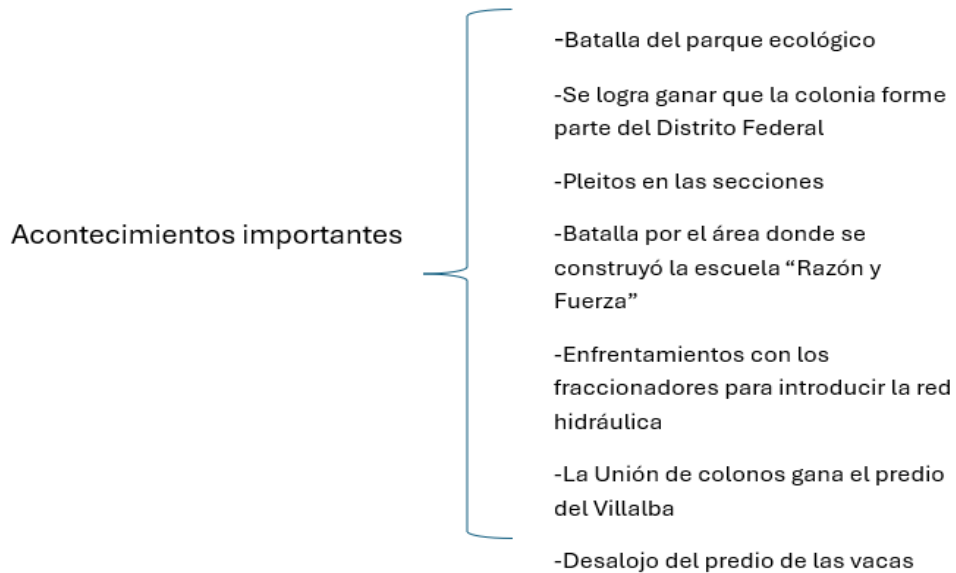 Acontecimientos importantes
-Batalla del parque ecológico
-Se logra ganar que la colonia forme
parte del Distrito Federal
-Pleitos en las secciones
-Batalla por el área donde se
construyó la escuela “Razón y
Fuerza”
-Enfrentamientos con los
fraccionadores para introducir la red
hidráulica
-La Unión de colonos gana el predio
del Villalba
-Desalojo del predio de las vacas